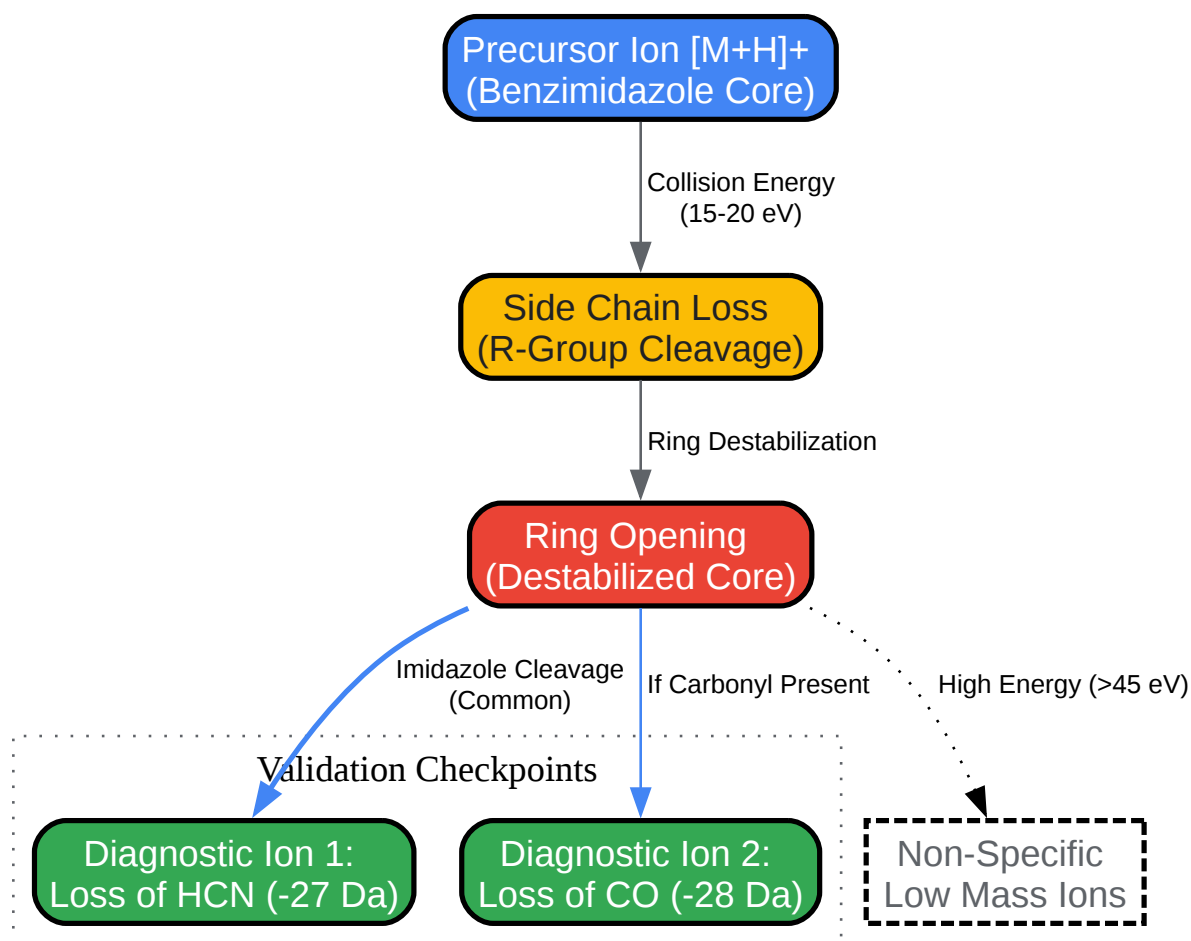 Precursor Ion [M+H]+
(Benzimidazole Core)
Collision Energy
(15-20 eV)
Side Chain Loss
(R-Group Cleavage)
Ring Destabilization
Ring Opening
(Destabilized Core)
Imidazole Cleavage
(Common)
If Carbonyl Present
High Energy (>45 eV)
Validation Checkpoints
Diagnostic Ion 1:
Loss of HCN (-27 Da)
Diagnostic Ion 2:
Loss of CO (-28 Da)
Non-Specific
Low Mass Ions